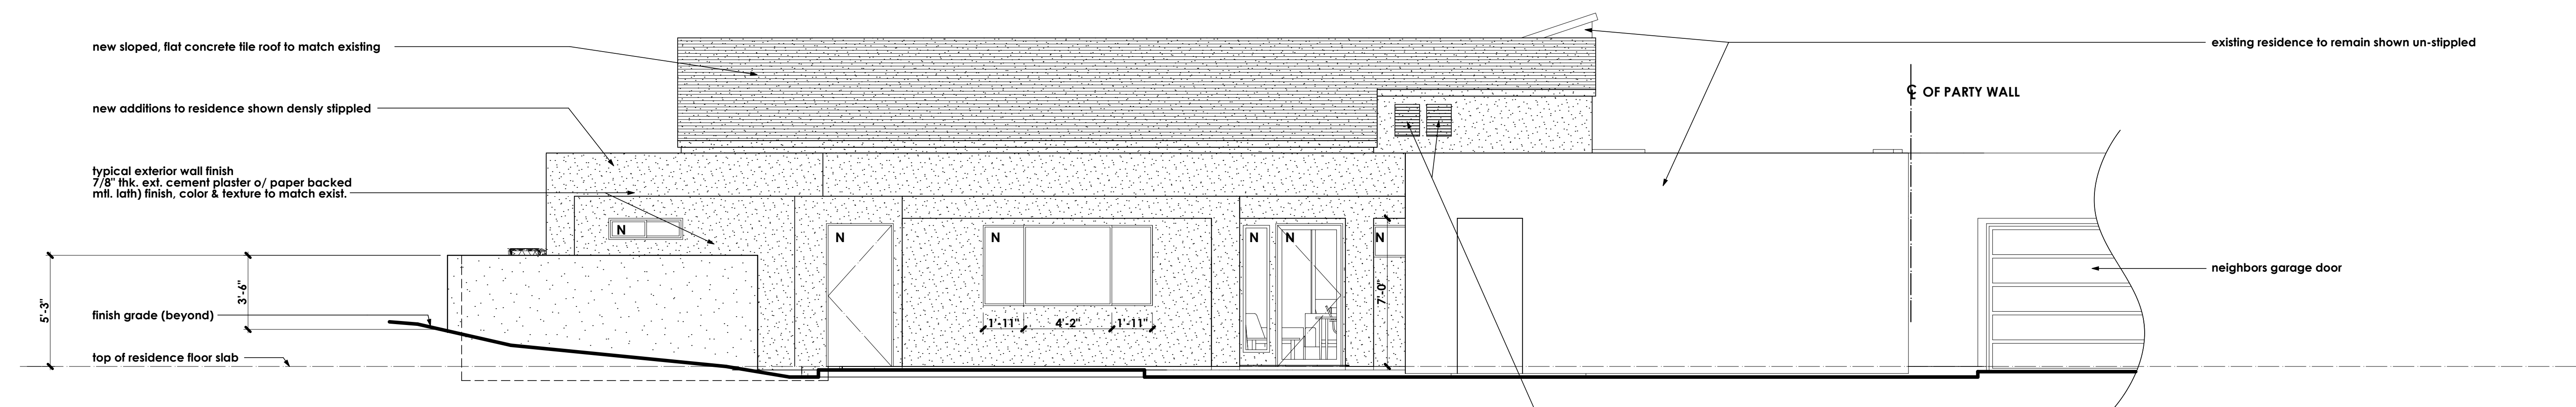 new sloped, flat concrete tile roof to match existing
existing residence to remain shown un-stippled
℄ OF PARTY WALL
new additions to residence shown densly stippled
typical exterior wall finish
7/8" thk. ext. cement plaster o/ paper backed
mtl. lath) finish, color & texture to match exist.
N
N
N
N
N
N
neighbors garage door
5'-3"
3'-6"
7'-0"
finish grade (beyond)
1'-11"
4'-2"
1'-11"
top of residence floor slab